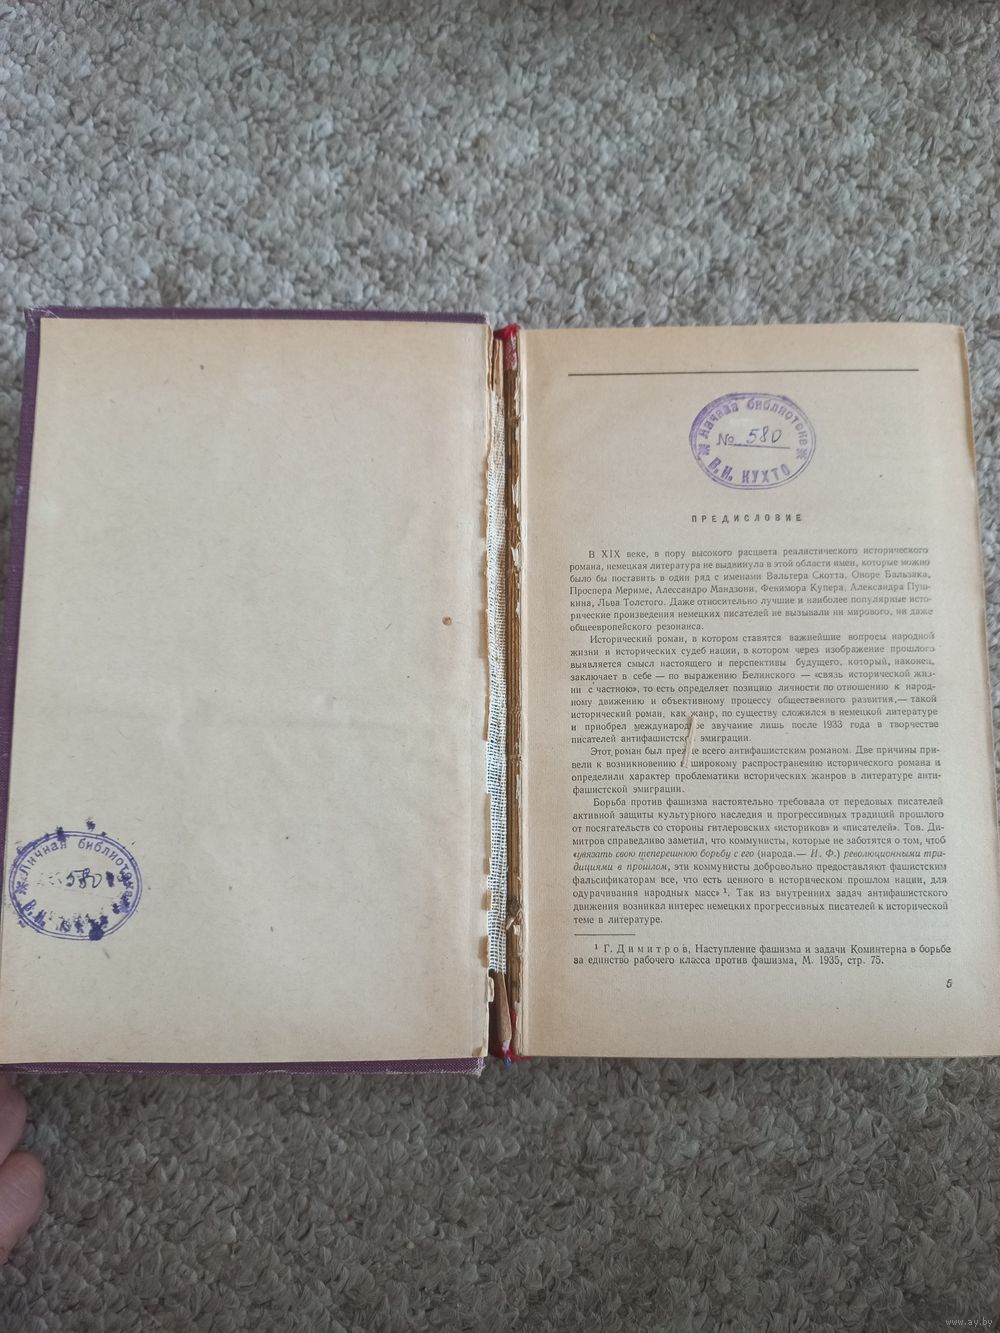 Личная библиотека
580
Личная библиотека
№ 580
В. И. КУХТО
ПРЕДИСЛОВИЕ
В XIX веке, в пору высокого расцвета реалистического исторического
романа, немецкая литература не выдвинула в этой области имен, которые можно
было бы поставить в один ряд с именами Вальтера Скотта, Оноре Бальзака,
Проспера Мериме, Алессандро Мандзони, Фенимора Купера, Александра Пуш-
кина, Льва Толстого. Даже относительно лучшие и наиболее популярные исто-
рические произведения немецких писателей не вызывали ни мирового, ни даже
общеевропейского резонанса.
Исторический роман, в котором ставятся важнейшие вопросы народной
жизни и исторических судеб нации, в котором через изображение прошлого
выявляется смысл настоящего и перспективы будущего, который, наконец,
заключает в себе — по выражению Белинского — «связь исторической жиз-
ни с частною», то есть определяет позицию личности по отношению к народ-
ному движению и объективному процессу общественного развития,— такой
исторический роман, как жанр, по существу сложился в немецкой литературе
и приобрел международное звучание лишь после 1933 года в творчестве
писателей антифашистской эмиграции.
Этот роман был прежде всего антифашистским романом. Две причины при-
вели к возникновению и широкому распространению исторического романа и
определили характер проблематики исторических жанров в литературе анти-
фашистской эмиграции.
Борьба против фашизма настоятельно требовала от передовых писателей
активной защиты культурного наследия и прогрессивных традиций прошлого
от посягательств со стороны гитлеровских «историков» и «писателей». Тов. Ди-
митров справедливо заметил, что коммунисты, которые не заботятся о том, чтоб
«увязать свою теперешнюю борьбу с его (народа.— И. Ф.) революционными тра-
дициями в прошлом, эти коммунисты добровольно предоставляют фашистским
фальсификаторам все, что есть ценного в историческом прошлом нации, для
одурачивания народных масс» ¹. Так из внутренних задач антифашистского
движения возникал интерес немецких прогрессивных писателей к исторической
теме в литературе.
¹ Г. Димитров, Наступление фашизма и задачи Коминтерна в борьбе
за единство рабочего класса против фашизма, М. 1935, стр. 75.
5
www.ay.by